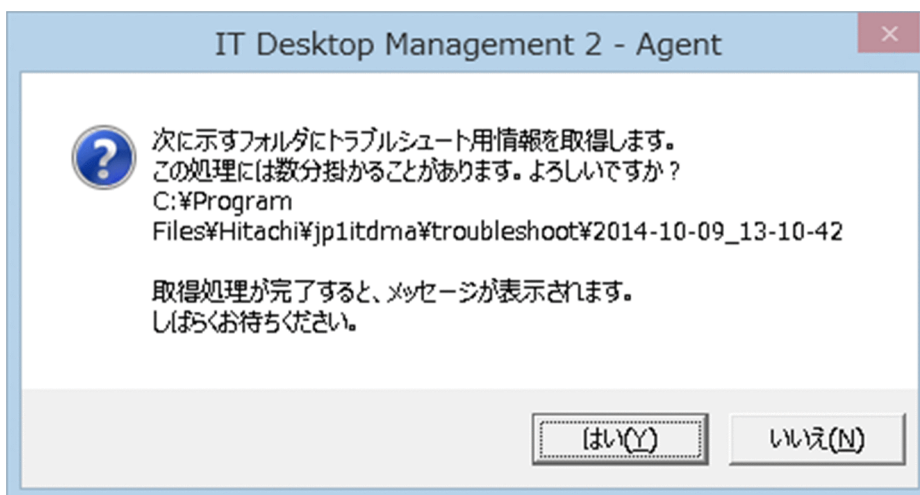 IT Desktop Management 2 - Agent
次に示すフォルダにトラブルシュート用情報を取得します。
この処理には数分掛かることがあります。よろしいですか?
C:¥Program
Files¥Hitachi¥jp1itdma¥troubleshoot¥2014-10-09_13-10-42
取得処理が完了すると、メッセージが表示されます。
しばらくお待ちください。
はい(Y)
いいえ(N)